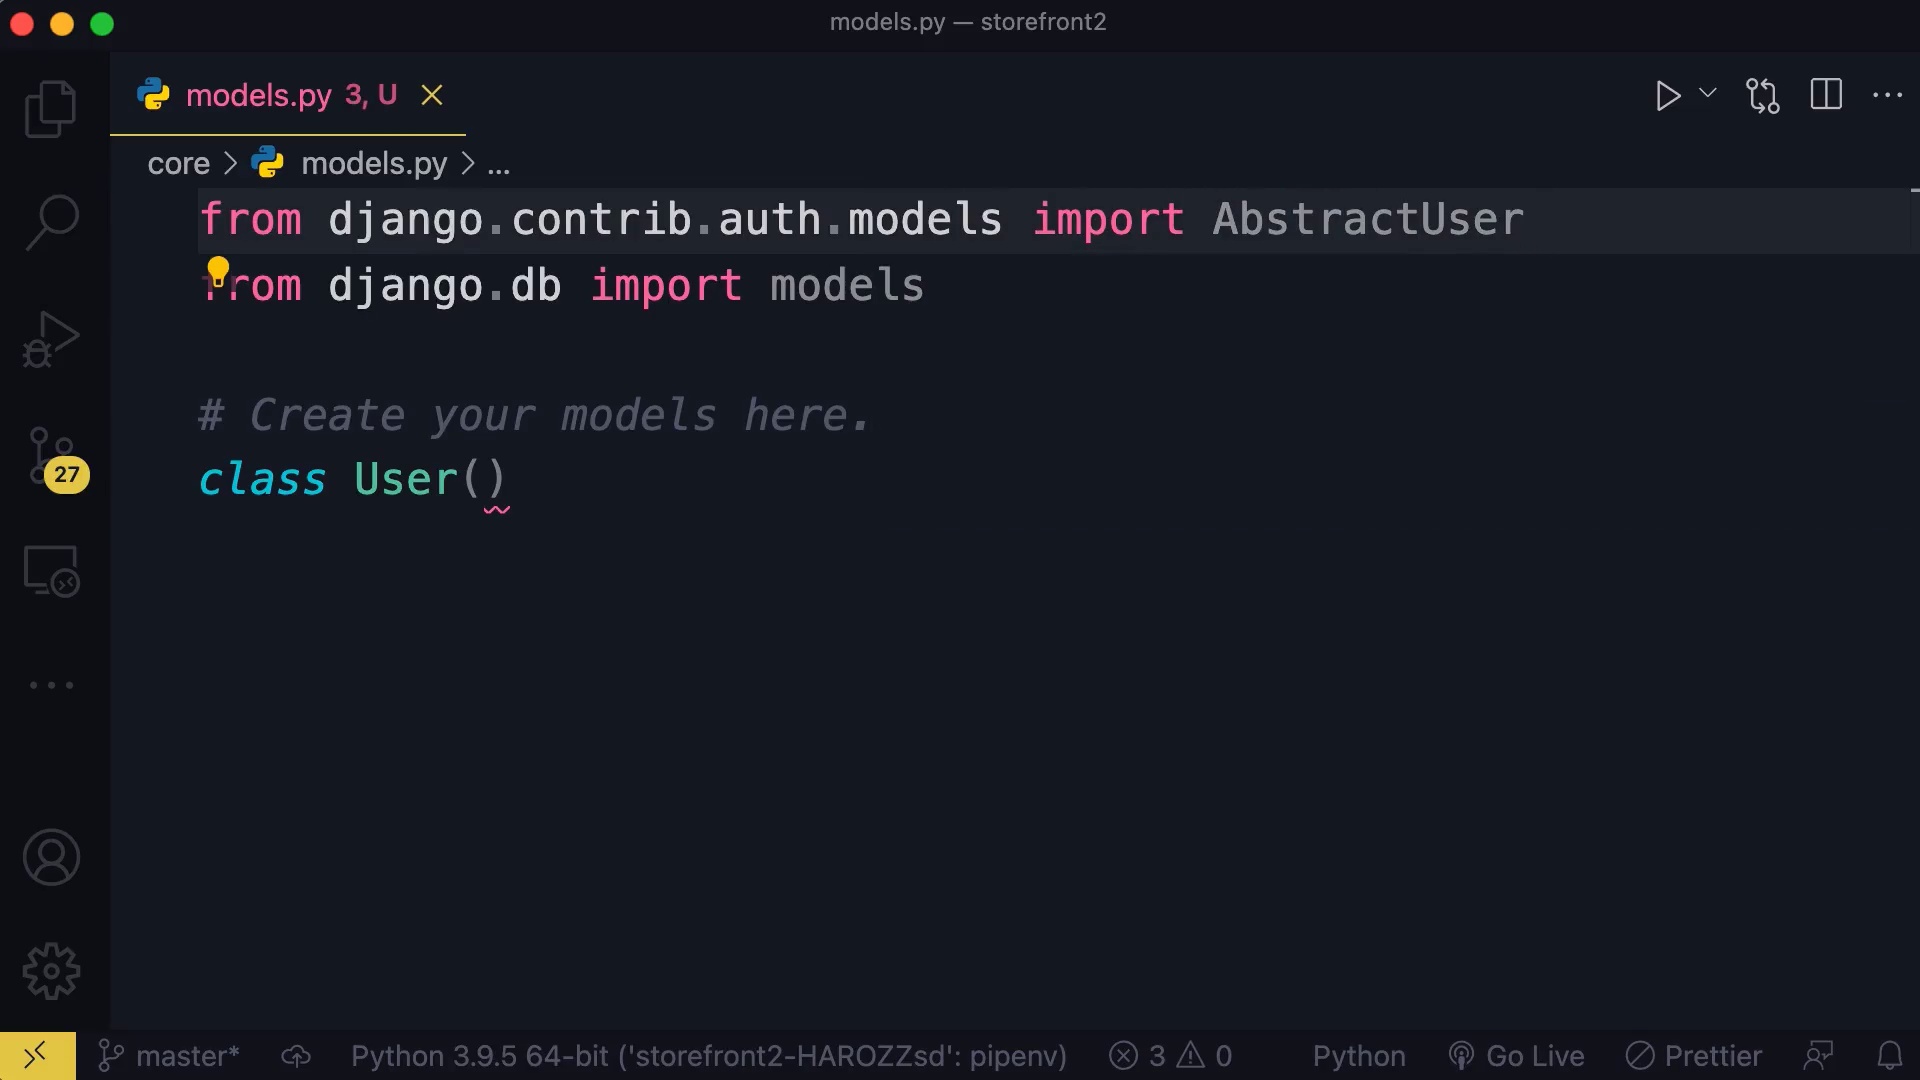 models.py — storefront2
models.py 3, U
core > models.py > ...
from django.contrib.auth.models import AbstractUser
from django.db import models
# Create your models here.
class User()
27
master*
Python 3.9.5 64-bit ('storefront2-HAROZZsd': pipenv)
3
0
Python
Go Live
Prettier